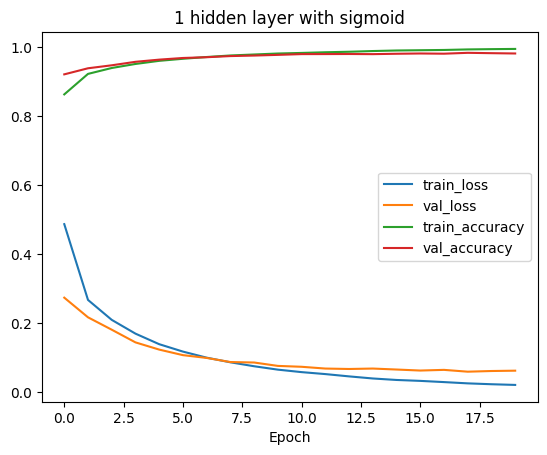 1 hidden layer with sigmoid
1.0
0.8
0.6
0.4
0.2
0.0
train_loss
val_loss
train_accuracy
val_accuracy
0.0 2.5 5.0 7.5 10.0 12.5 15.0 17.5
Epoch